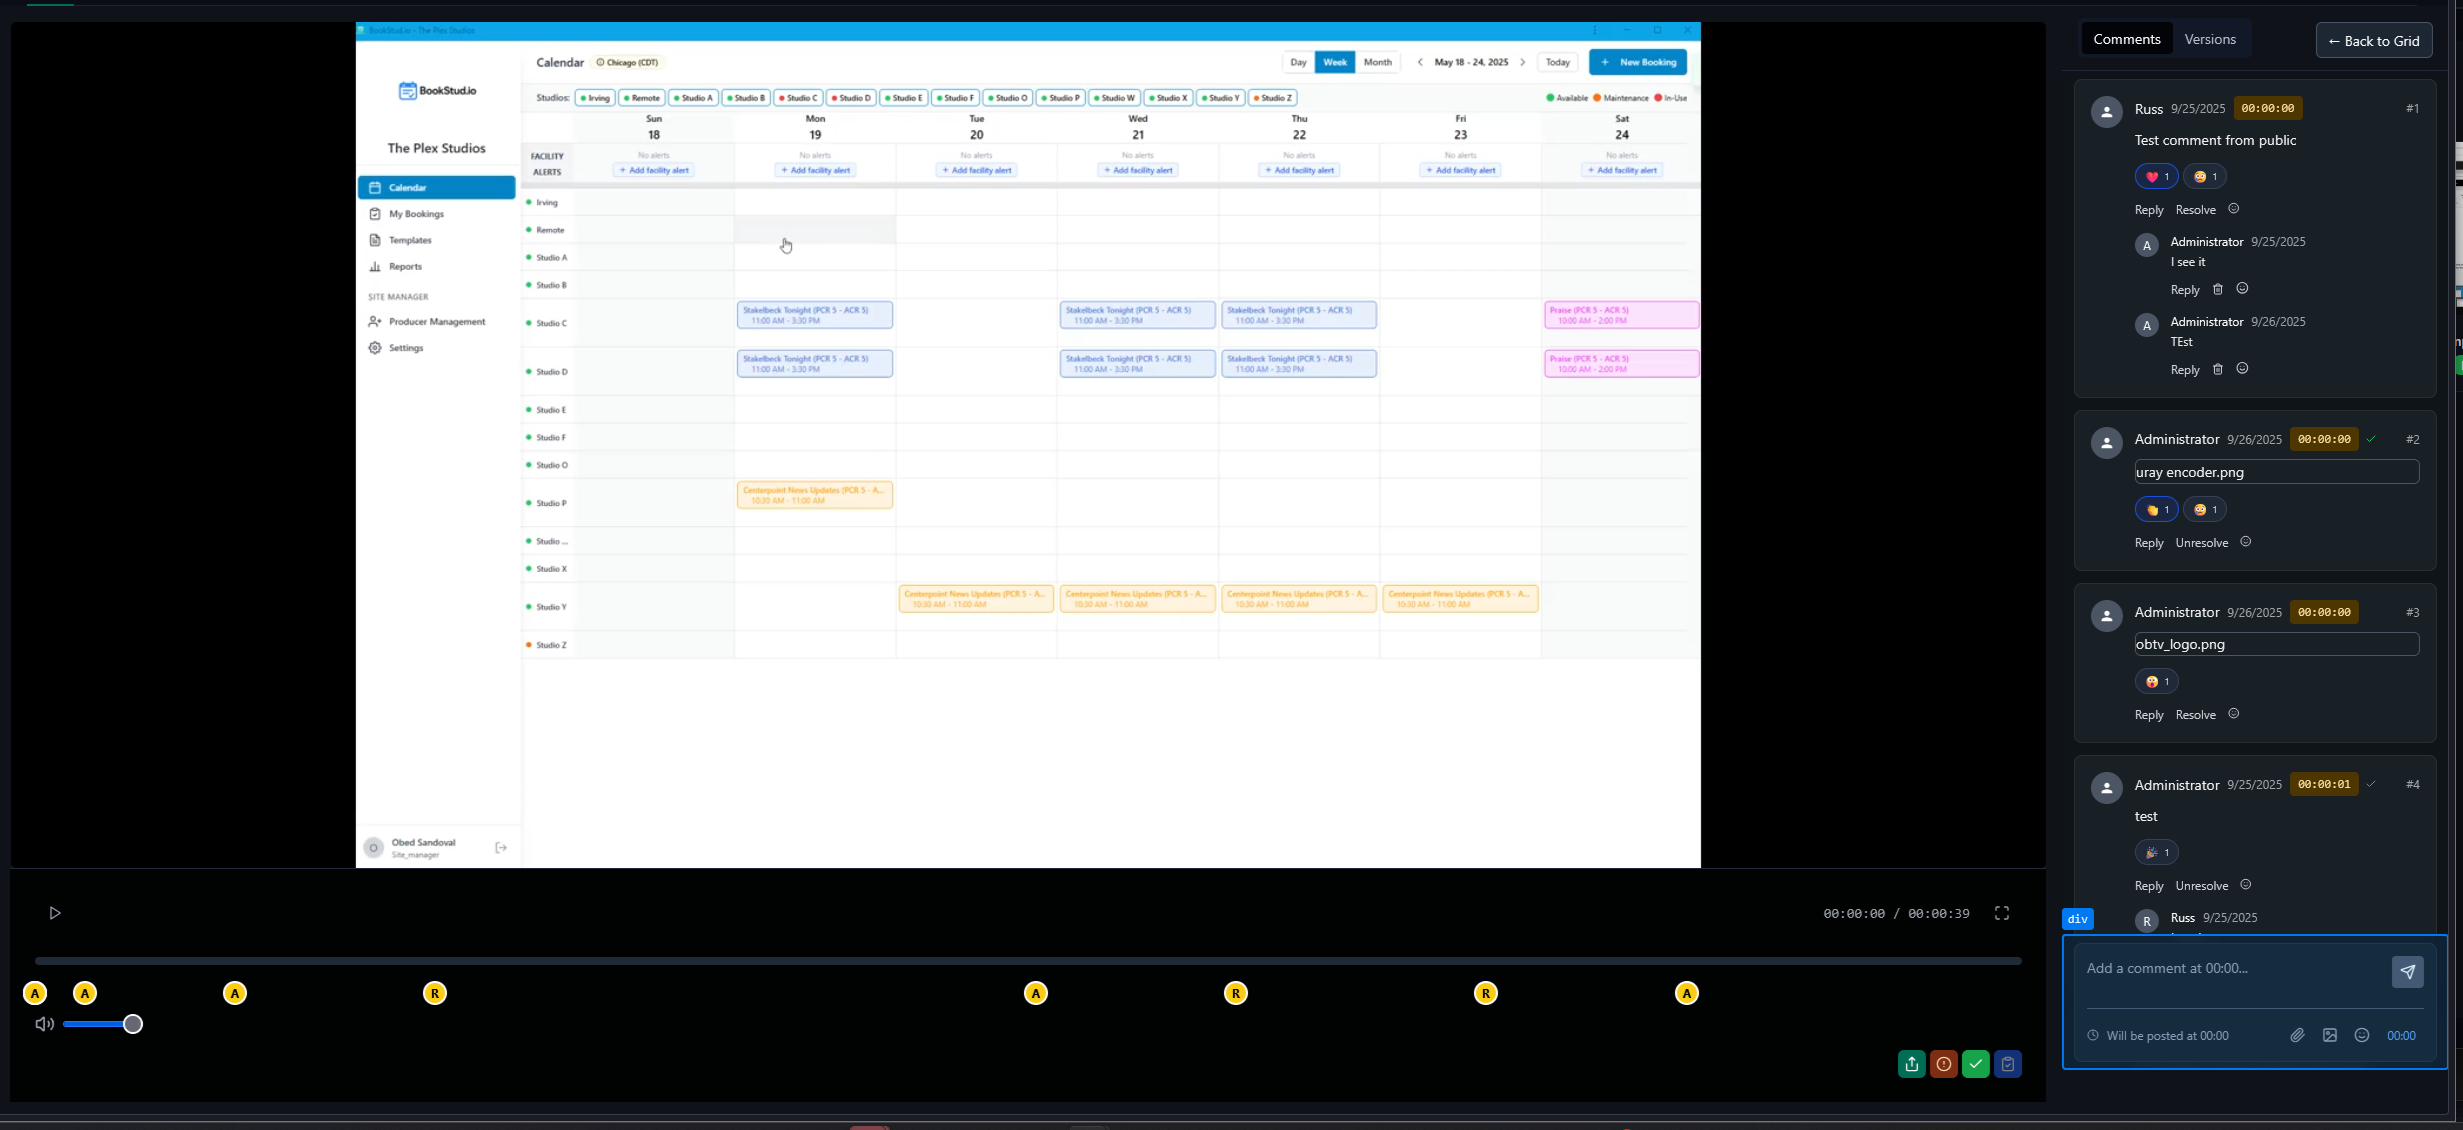 BookStud.io - The Plex Studios
BookStud.io
The Plex Studios
Calendar
My Bookings
Templates
Reports
SITE MANAGER
Producer Management
Settings
Obed Sandoval
Site_manager
Calendar
Chicago (CDT)
Day Week Month
May 18 - 24, 2025
Today
+ New Booking
Studios: Irving Remote Studio A Studio B Studio C Studio D Studio E Studio F Studio O Studio P Studio W Studio X Studio Y Studio Z
Available Maintenance In-Use
Sun Mon Tue Wed Thu Fri Sat
18 19 20 21 22 23 24
FACILITY ALERTS
No alerts No alerts No alerts No alerts No alerts No alerts No alerts
+ Add facility alert + Add facility alert + Add facility alert + Add facility alert + Add facility alert + Add facility alert + Add facility alert
Irving
Remote
Studio A
Studio B
Studio C
Stakelbeck Tonight (PCR 5 - ACR 5) Stakelbeck Tonight (PCR 5 - ACR 5) Stakelbeck Tonight (PCR 5 - ACR 5) Praise (PCR 5 - ACR 5)
11:00 AM - 3:30 PM 11:00 AM - 3:30 PM 11:00 AM - 3:30 PM 10:00 AM - 2:00 PM
Studio D
Stakelbeck Tonight (PCR 5 - ACR 5) Stakelbeck Tonight (PCR 5 - ACR 5) Stakelbeck Tonight (PCR 5 - ACR 5) Praise (PCR 5 - ACR 5)
11:00 AM - 3:30 PM 11:00 AM - 3:30 PM 11:00 AM - 3:30 PM 10:00 AM - 2:00 PM
Studio E
Studio F
Studio O
Studio P
Centerpoint News Updates (PCR 5 - A...
10:30 AM - 11:00 AM
Studio ...
Studio X
Studio Y
Centerpoint News Updates (PCR 5 - A... Centerpoint News Updates (PCR 5 - A... Centerpoint News Updates (PCR 5 - A... Centerpoint News Updates (PCR 5 - A...
10:30 AM - 11:00 AM 10:30 AM - 11:00 AM 10:30 AM - 11:00 AM 10:30 AM - 11:00 AM
Studio Z
00:00:00 / 00:00:39
A A A R A R R A
Comments Versions
← Back to Grid
Russ 9/25/2025 00:00:00 #1
Test comment from public
1 1
Reply Resolve
A Administrator 9/25/2025
I see it
Reply
A Administrator 9/26/2025
TEst
Reply
Administrator 9/26/2025 00:00:00 #2
uray encoder.png
1 1
Reply Unresolve
Administrator 9/26/2025 00:00:00 #3
obtv_logo.png
1
Reply Resolve
Administrator 9/25/2025 00:00:01 #4
test
1
Reply Unresolve
R Russ 9/25/2025
div
Add a comment at 00:00...
Will be posted at 00:00
00:00